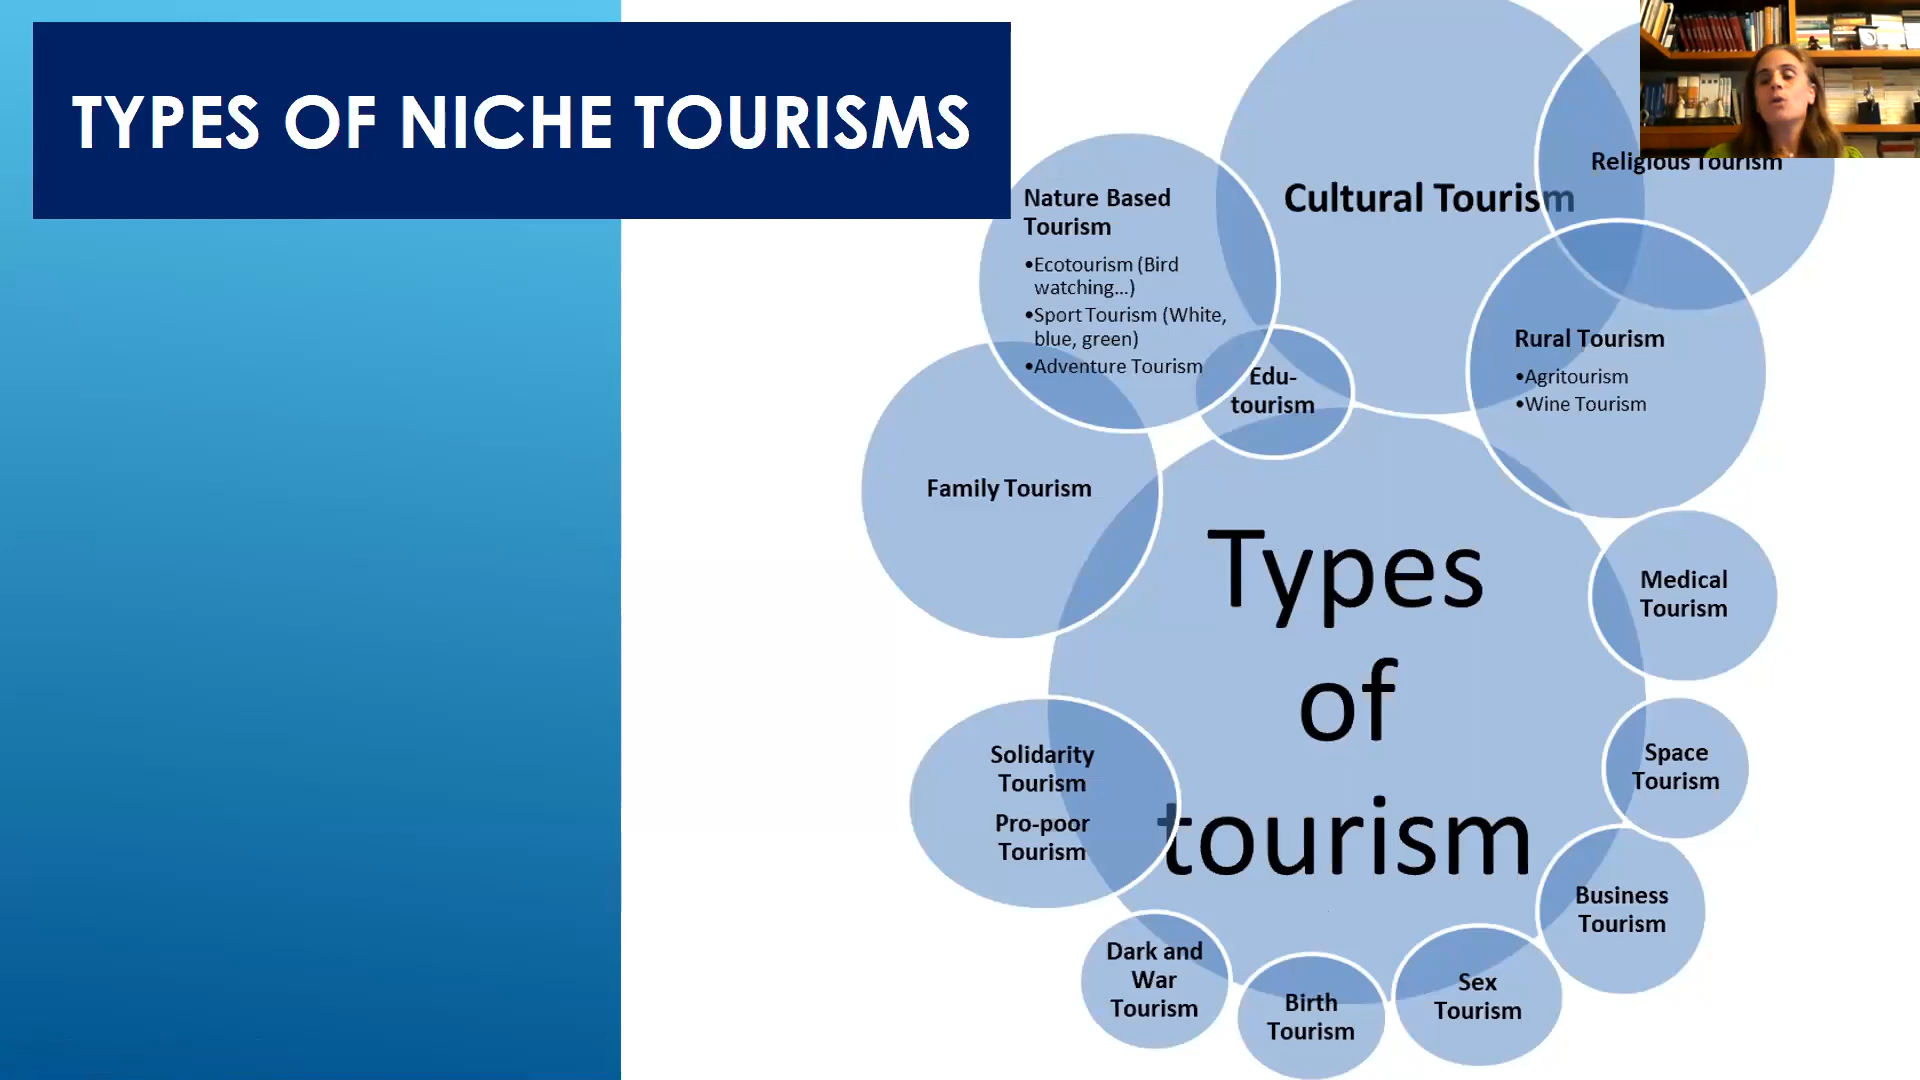 TYPES OF NICHE TOURISMS
Cultural Tourism
Religious Tourism
Nature Based
Tourism
•Ecotourism (Bird
watching...)
•Sport Tourism (White,
blue, green)
•Adventure Tourism
Edu-
tourism
Rural Tourism
•Agritourism
•Wine Tourism
Family Tourism
Types
of
tourism
Medical
Tourism
Space
Tourism
Business
Tourism
Sex
Tourism
Birth
Tourism
Dark and
War
Tourism
Solidarity
Tourism
Pro-poor
Tourism